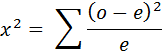 x² = ∑ (o − e)² / e